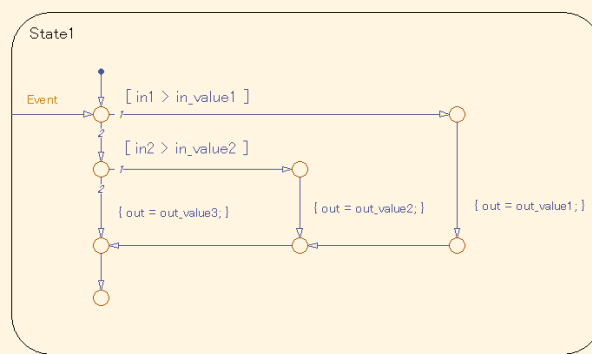 State1
[ in1 > in_value1 ]
Event
1
2
[ in2 > in_value2 ]
1
2
{ out = out_value3; }
{ out = out_value2; }
{ out = out_value1; }